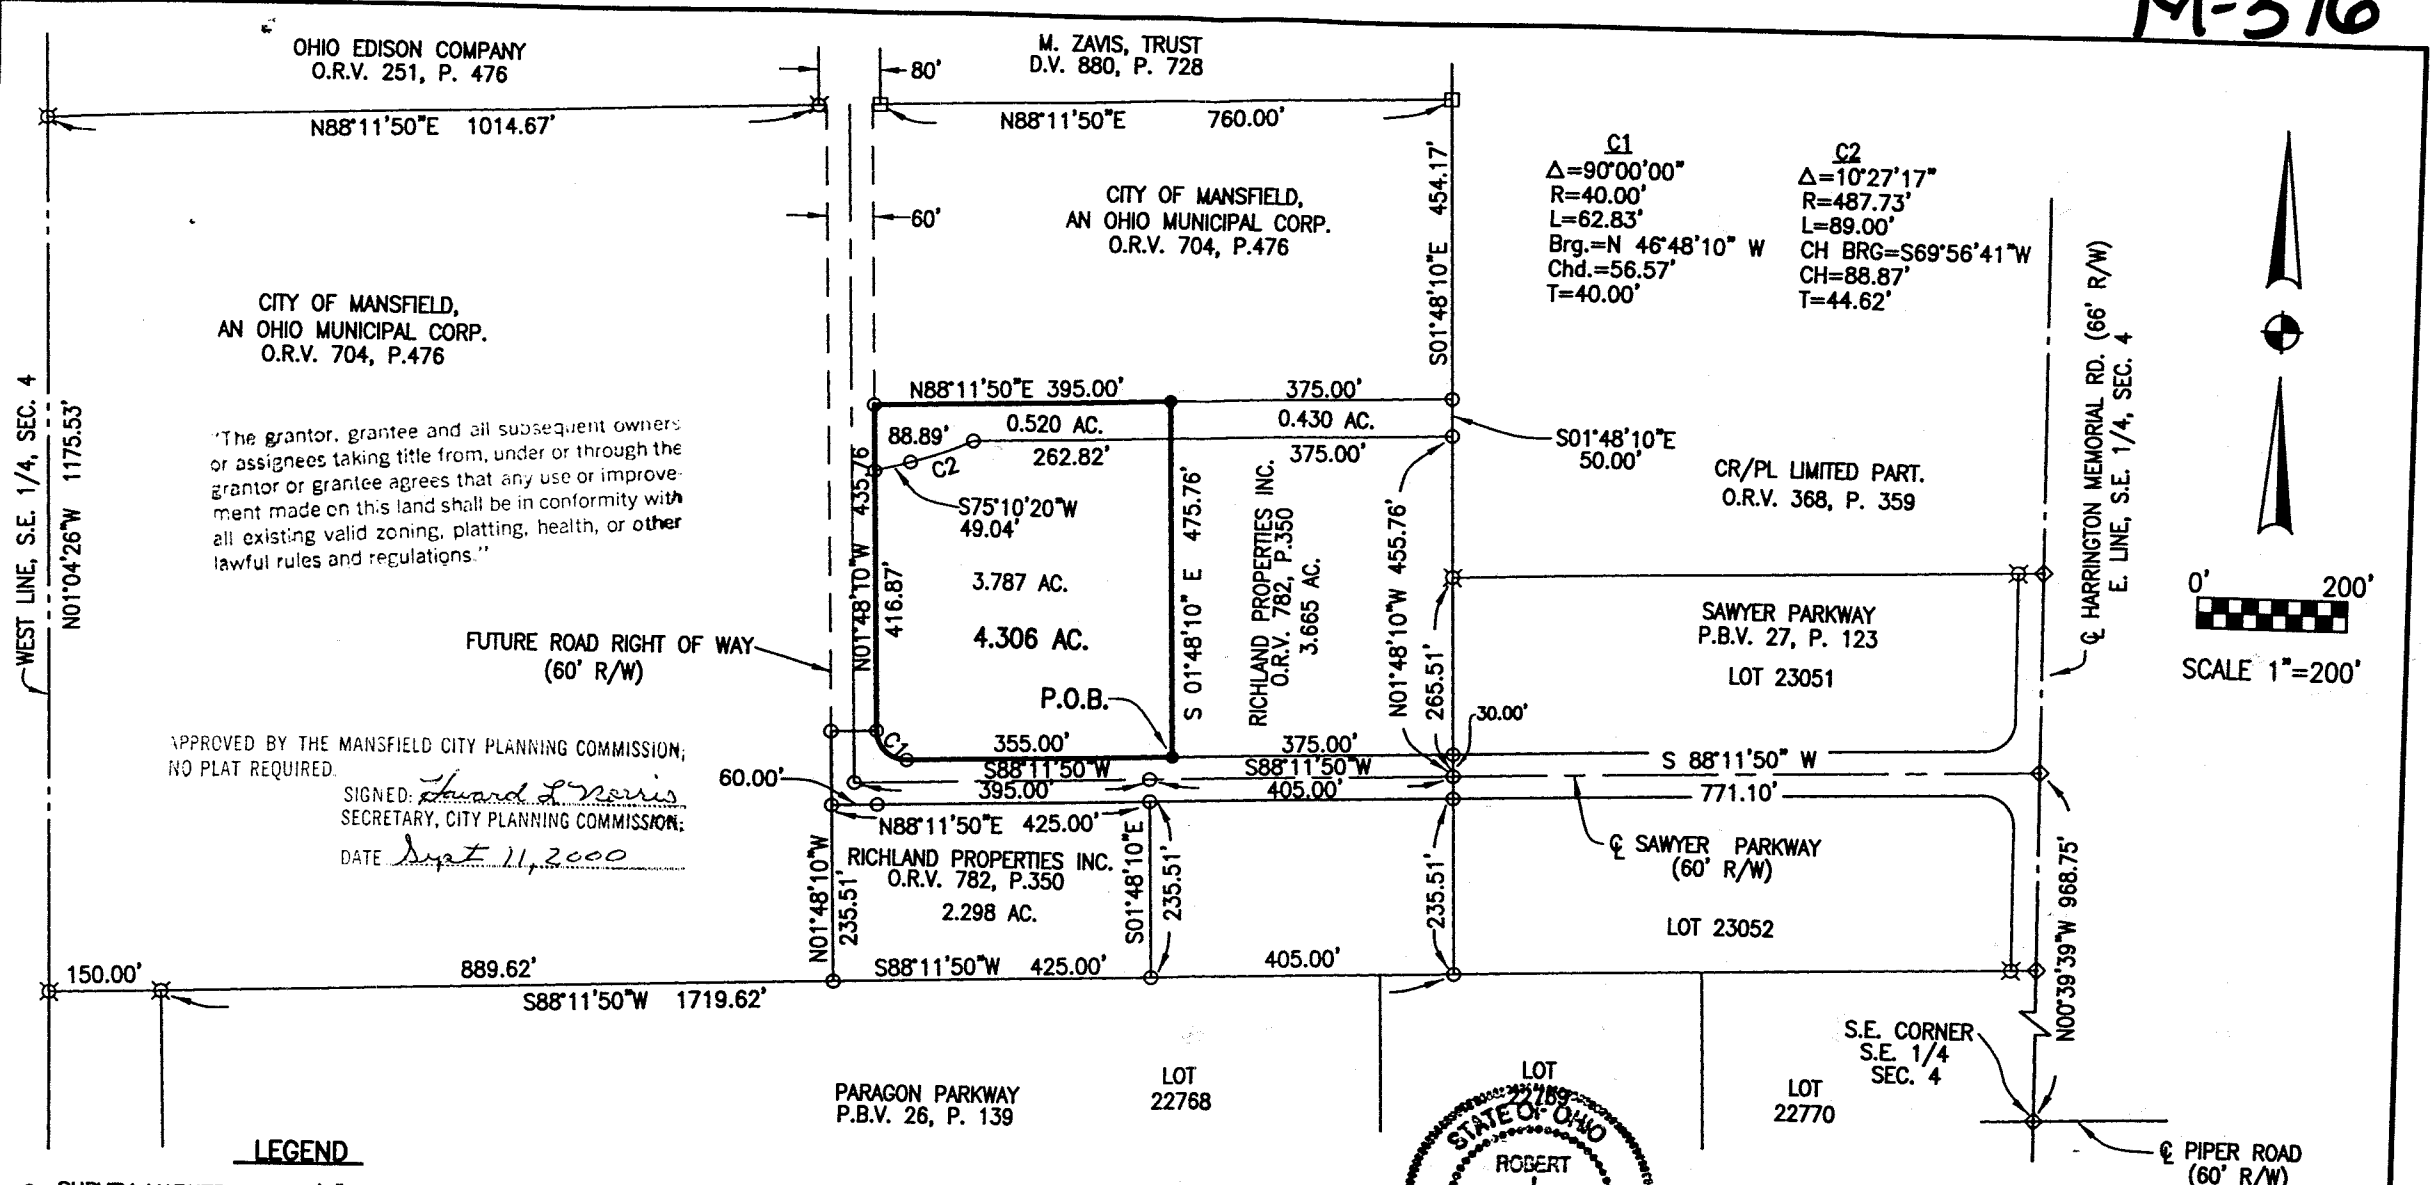 M-576
OHIO EDISON COMPANY
O.R.V. 251, P. 476
M. ZAVIS, TRUST
D.V. 880, P. 728
80'
N88°11'50"E 1014.67'
N88°11'50"E 760.00'
60'
CITY OF MANSFIELD,
AN OHIO MUNICIPAL CORP.
O.R.V. 704, P.476
S01°48'10"E 454.17'
C1
Δ=90°00'00"
R=40.00'
L=62.83'
Brg.=N 46°48'10" W
Chd.=56.57'
T=40.00'
C2
Δ=10°27'17"
R=487.73'
L=89.00'
CH BRG=S69°56'41"W
CH=88.87'
T=44.62'
CITY OF MANSFIELD,
AN OHIO MUNICIPAL CORP.
O.R.V. 704, P.476
WEST LINE, S.E. 1/4, SEC. 4
N01°04'26"W 1175.53'
"The grantor, grantee and all subsequent owners
or assignees taking title from, under or through the
grantor or grantee agrees that any use or improve-
ment made on this land shall be in conformity with
all existing valid zoning, platting, health, or other
lawful rules and regulations."
N88°11'50"E 395.00'
375.00'
0.520 AC.
0.430 AC.
88.89'
C2
262.82'
375.00'
S01°48'10"E
50.00'
S75°10'20"W
49.04'
N01°48'10"W 435.76
416.87'
3.787 AC.
4.306 AC.
S 01°48'10" E 475.76'
RICHLAND PROPERTIES INC.
O.R.V. 782, P.350
3.665 AC.
N01°48'10"W 455.76'
265.51'
30.00'
CR/PL LIMITED PART.
O.R.V. 368, P. 359
SAWYER PARKWAY
P.B.V. 27, P. 123
LOT 23051
℄ HARRINGTON MEMORIAL RD. (66' R/W)
E. LINE, S.E. 1/4, SEC. 4
0' 200'
SCALE 1"=200'
FUTURE ROAD RIGHT OF WAY
(60' R/W)
P.O.B.
C1
355.00'
375.00'
S88°11'50"W
S88°11'50"W
395.00'
405.00'
S 88°11'50" W
771.10'
60.00'
N88°11'50"E 425.00'
APPROVED BY THE MANSFIELD CITY PLANNING COMMISSION;
NO PLAT REQUIRED.
SIGNED: Howard L Norris
SECRETARY, CITY PLANNING COMMISSION;
DATE Sept 11, 2000
RICHLAND PROPERTIES INC.
O.R.V. 782, P.350
2.298 AC.
N01°48'10"W
235.51'
S01°48'10"E
235.51'
235.51'
℄ SAWYER PARKWAY
(60' R/W)
LOT 23052
N00°39'39"W 968.75'
150.00'
889.62'
S88°11'50"W 425.00'
405.00'
S88°11'50"W 1719.62'
S.E. CORNER
S.E. 1/4
SEC. 4
PARAGON PARKWAY
P.B.V. 26, P. 139
LOT
22768
LOT
22769
LOT
22770
℄ PIPER ROAD
(60' R/W)
LEGEND
STATE OF OHIO
ROBERT